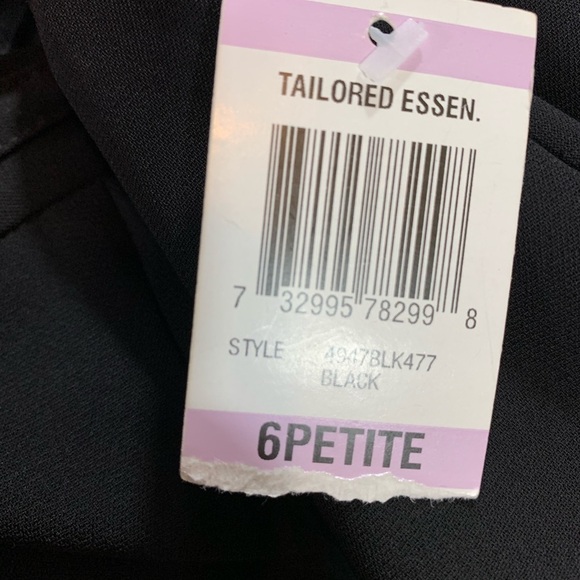 TAILORED ESSEN.
7 32995 78299 8
STYLE 4947BLK477
BLACK
6PETITE